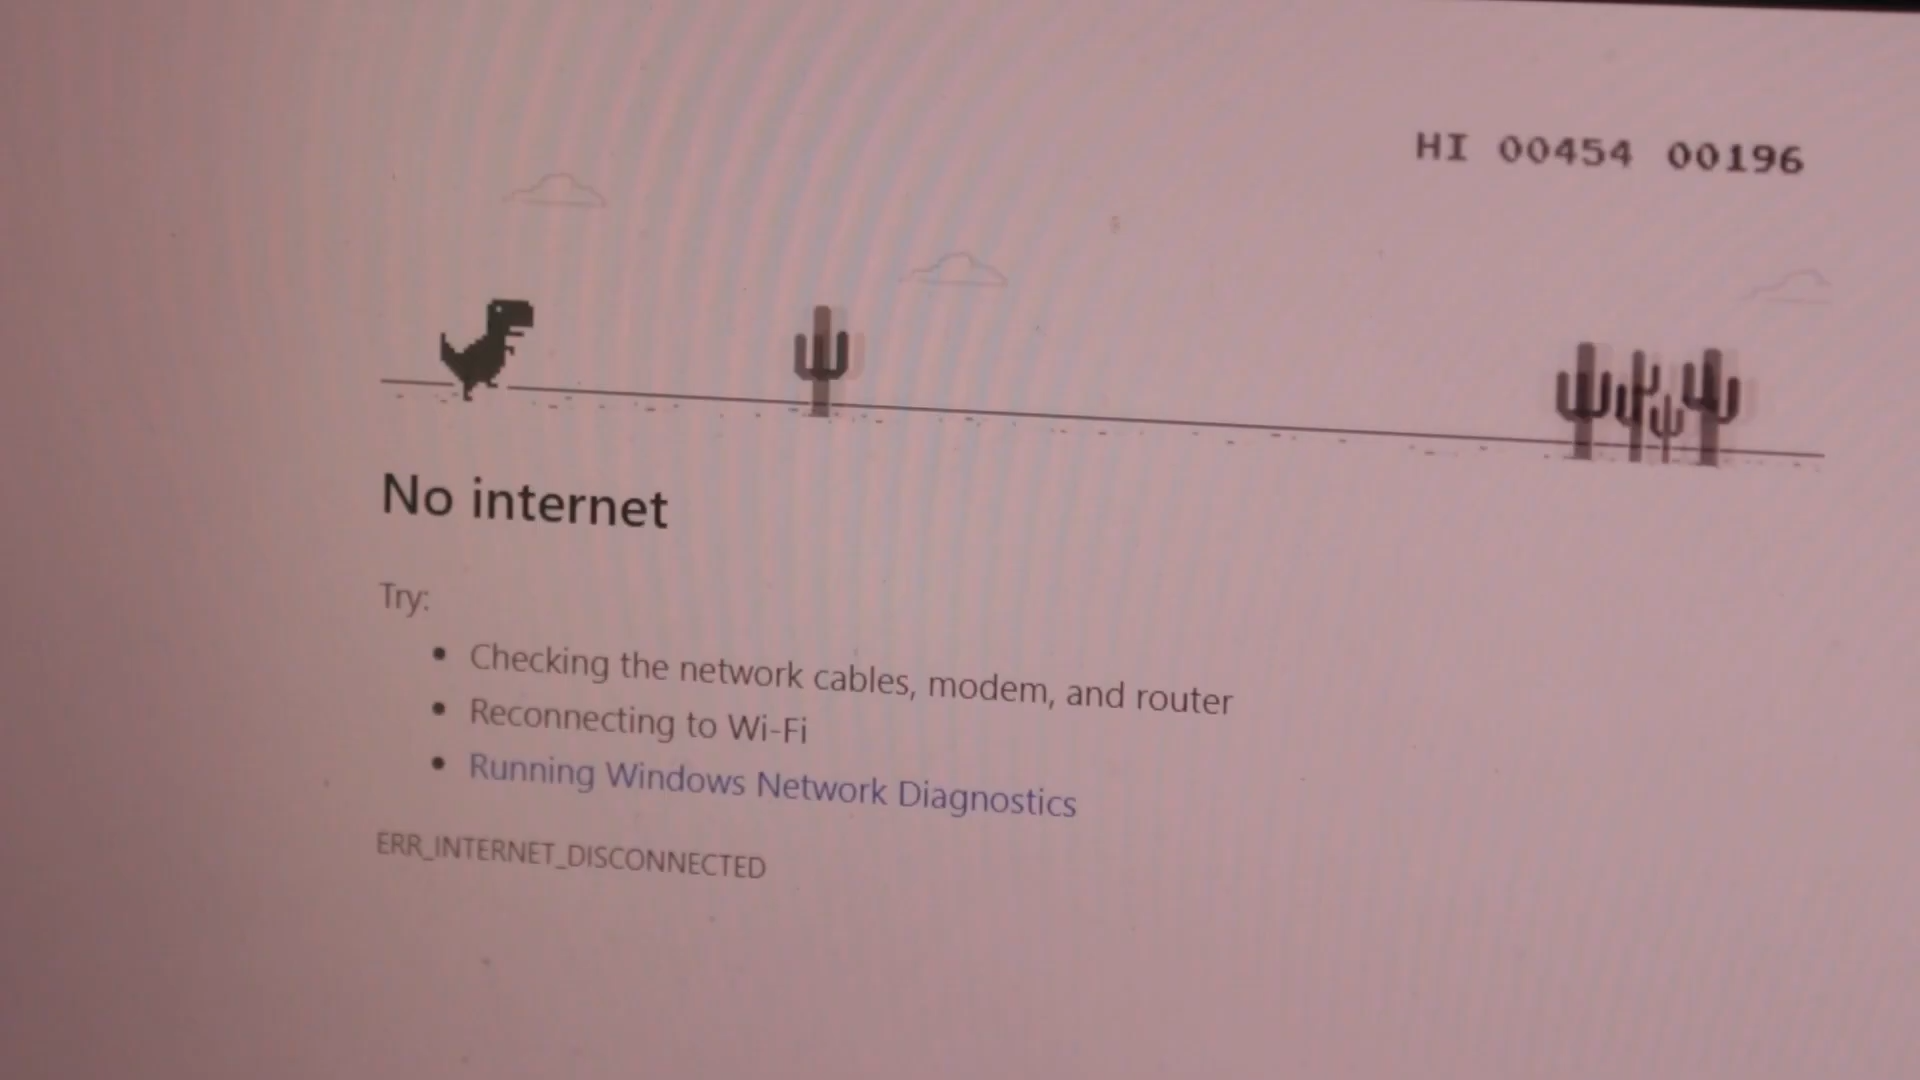 HI 00454 00196
No internet
Try:
• Checking the network cables, modem, and router
• Reconnecting to Wi-Fi
• Running Windows Network Diagnostics
ERR_INTERNET_DISCONNECTED